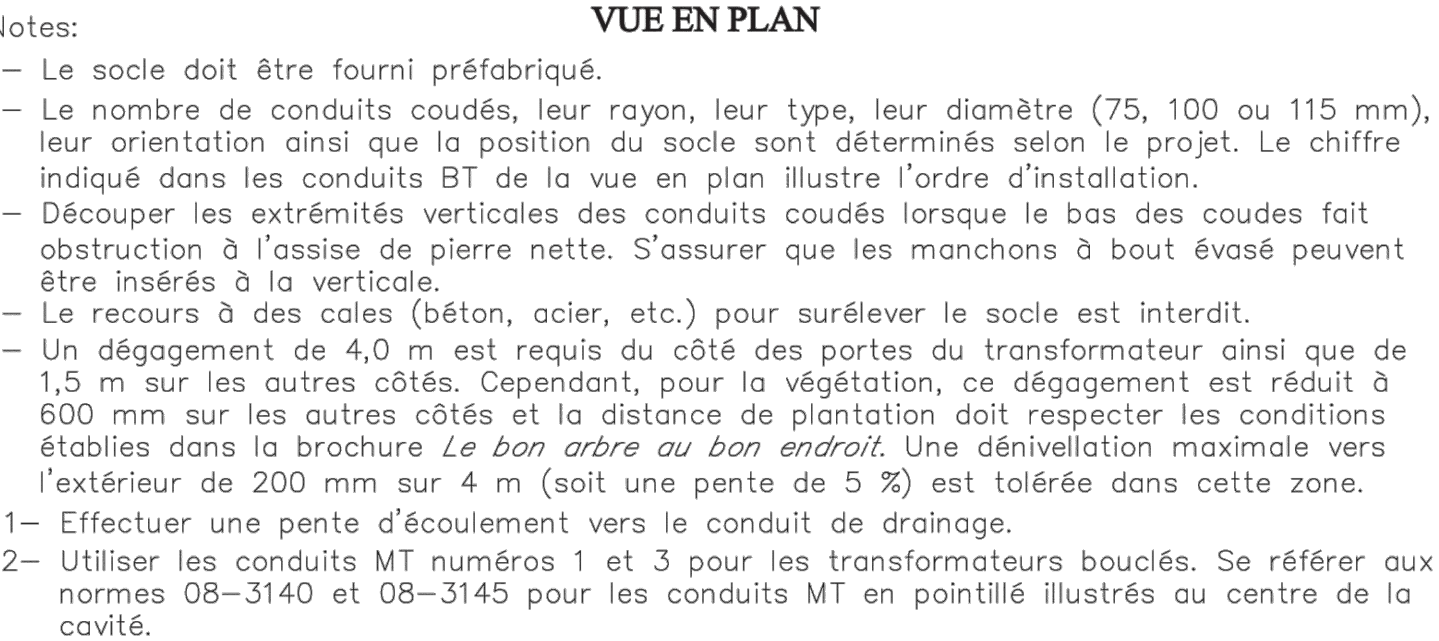 VUE EN PLAN
Notes:
– Le socle doit être fourni préfabriqué.
– Le nombre de conduits coudés, leur rayon, leur type, leur diamètre (75, 100 ou 115 mm),
leur orientation ainsi que la position du socle sont déterminés selon le projet. Le chiffre
indiqué dans les conduits BT de la vue en plan illustre l'ordre d'installation.
– Découper les extrémités verticales des conduits coudés lorsque le bas des coudes fait
obstruction à l'assise de pierre nette. S'assurer que les manchons à bout évasé peuvent
être insérés à la verticale.
– Le recours à des cales (béton, acier, etc.) pour surélever le socle est interdit.
– Un dégagement de 4,0 m est requis du côté des portes du transformateur ainsi que de
1,5 m sur les autres côtés. Cependant, pour la végétation, ce dégagement est réduit à
600 mm sur les autres côtés et la distance de plantation doit respecter les conditions
établies dans la brochure Le bon arbre au bon endroit. Une dénivellation maximale vers
l'extérieur de 200 mm sur 4 m (soit une pente de 5 %) est tolérée dans cette zone.
1– Effectuer une pente d'écoulement vers le conduit de drainage.
2– Utiliser les conduits MT numéros 1 et 3 pour les transformateurs bouclés. Se référer aux
normes 08–3140 et 08–3145 pour les conduits MT en pointillé illustrés au centre de la
cavité.